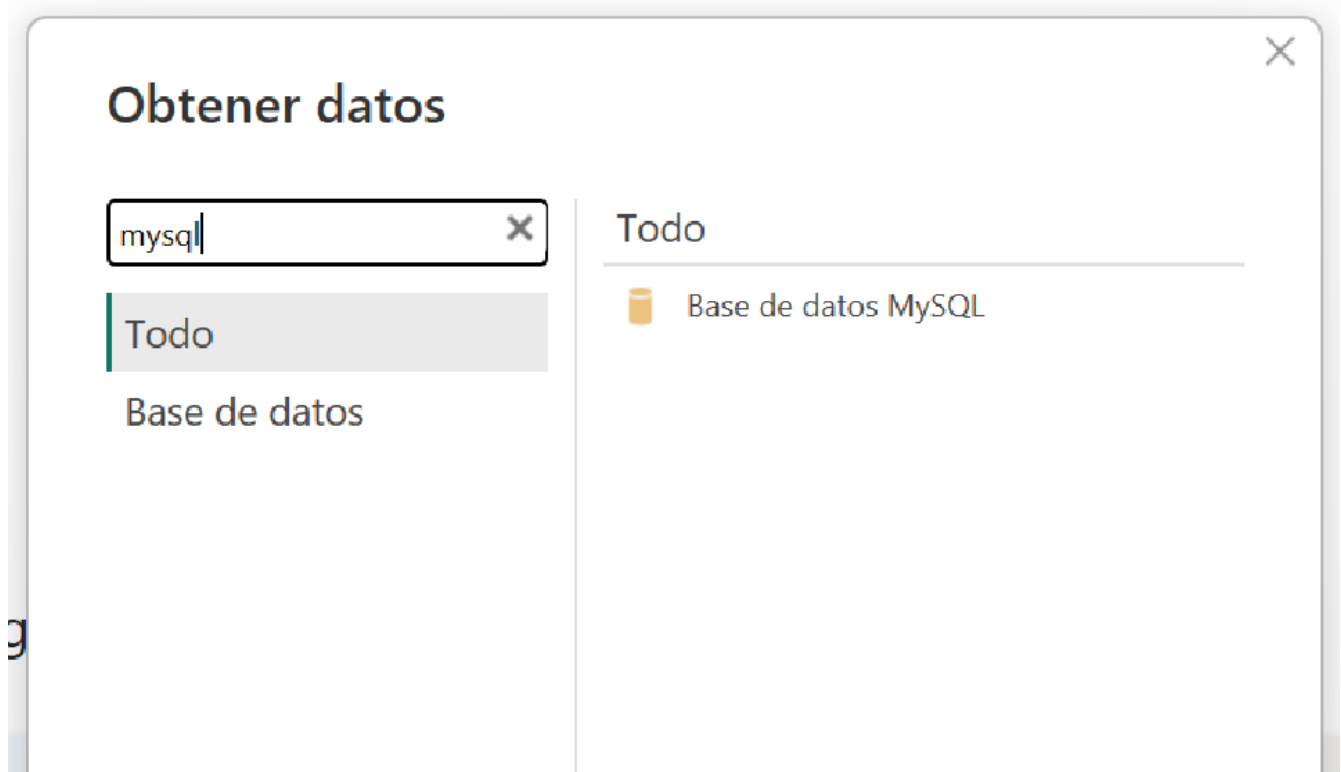 Obtener datos
mysql
Todo
Base de datos
Todo
Base de datos MySQL
g